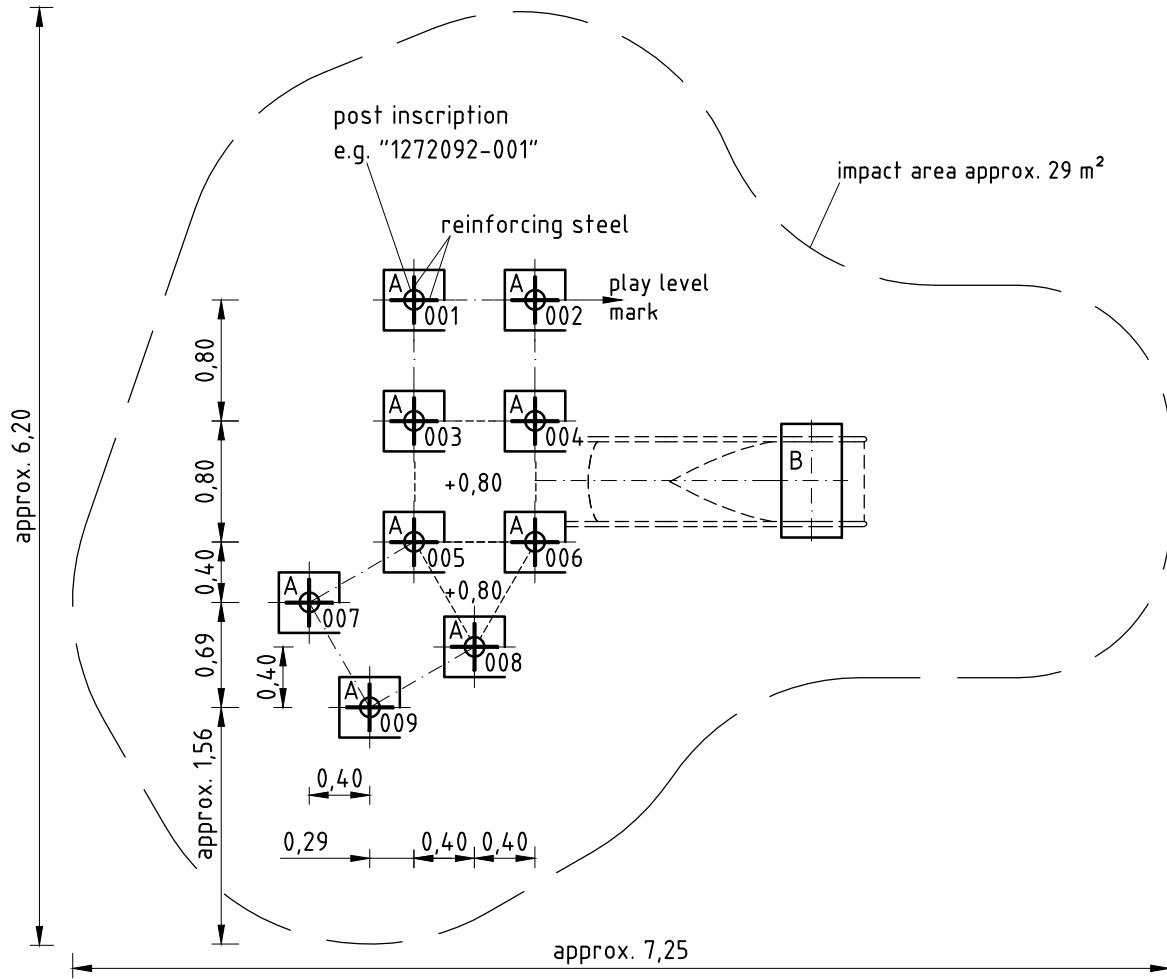 post inscription
e.g. "1272092-001"
impact area approx. 29 m²
reinforcing steel
play level
mark
A
001
A
002
0,80
A
003
A
004
approx. 6,20
0,80
+0,80
B
A
005
A
006
0,40
A
007
+0,80
A
008
0,69
0,40
A
009
approx. 1,56
0,40
0,29
0,40
0,40
approx. 7,25